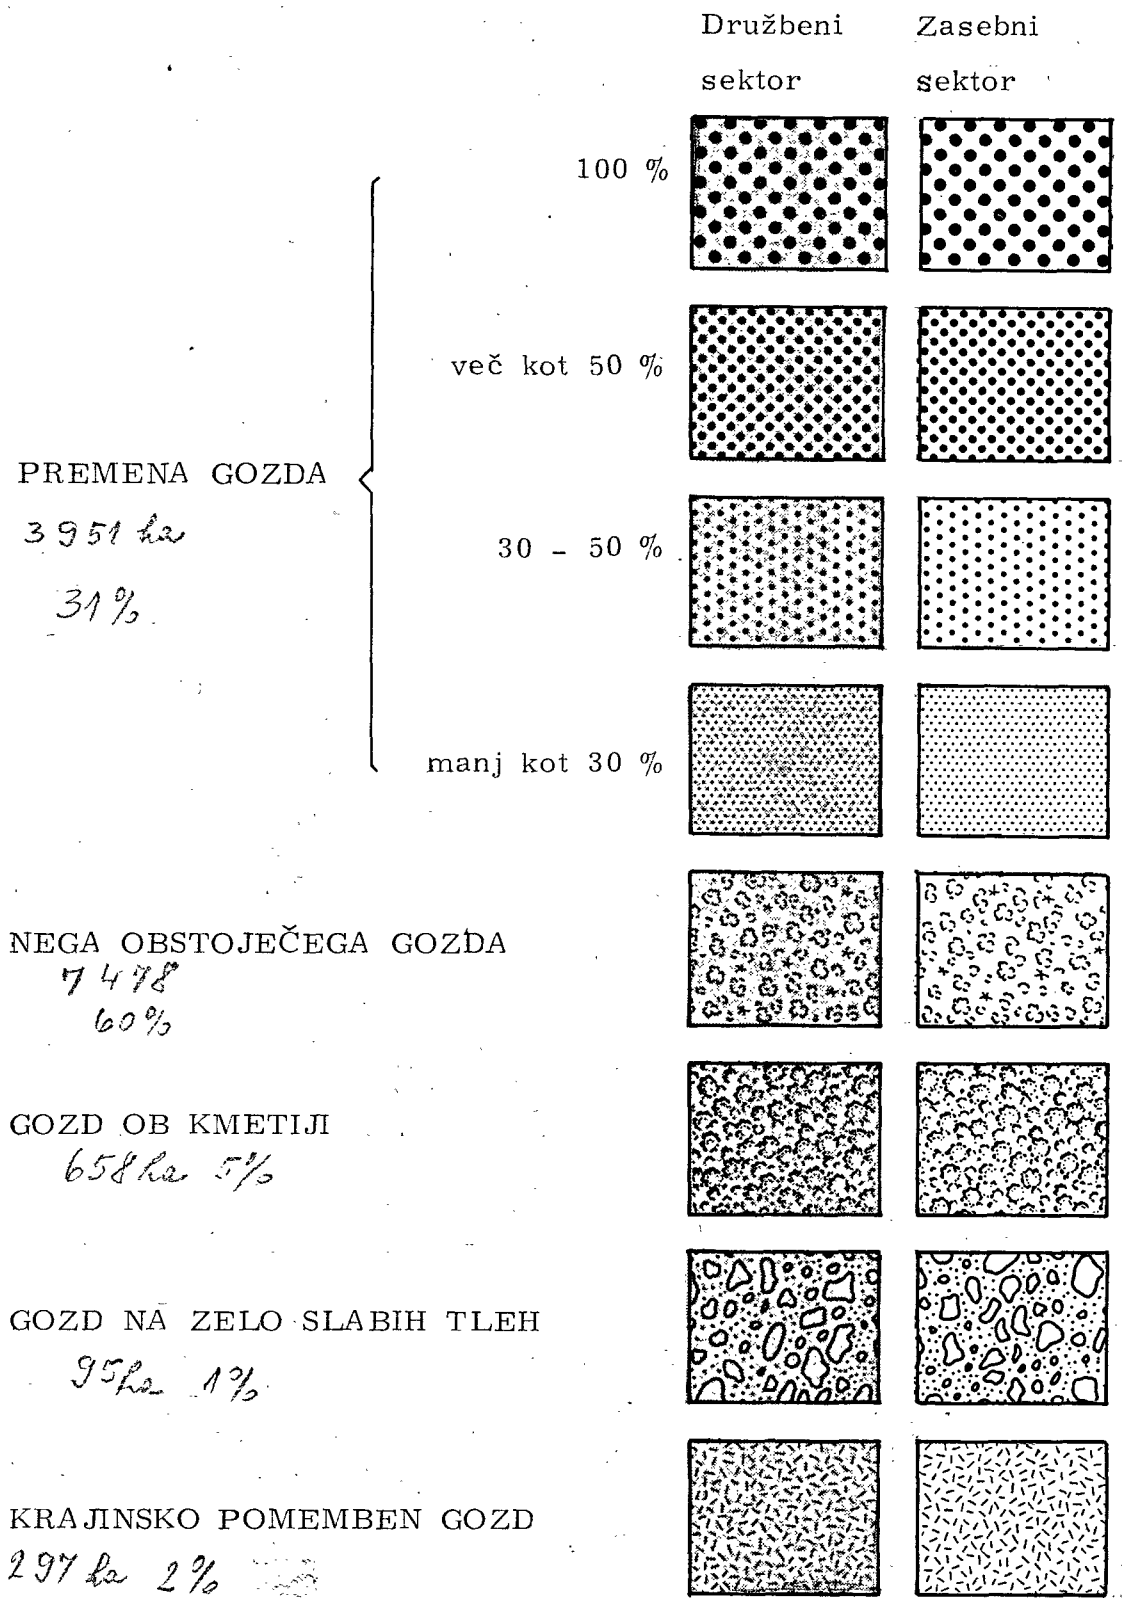 Družbeni Zasebni
sektor sektor
100 %
več kot 50 %
PREMENA GOZDA
3951 ha
30 - 50 %
31 %
manj kot 30 %
NEGA OBSTOJEČEGA GOZDA
7478
60 %
GOZD OB KMETIJI
658 ha 5 %
GOZD NA ZELO SLABIH TLEH
95 ha 1 %
KRAJINSKO POMEMBEN GOZD
297 ha 2 %